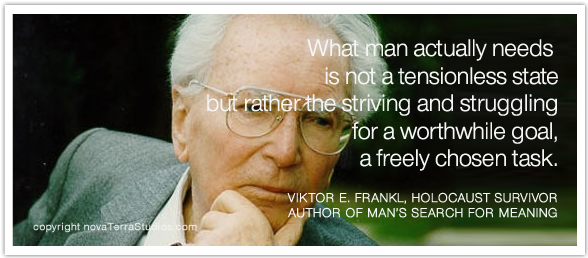 What man actually needs
is not a tensionless state
but rather the striving and struggling
for a worthwhile goal,
a freely chosen task.
VIKTOR E. FRANKL, HOLOCAUST SURVIVOR
AUTHOR OF MAN'S SEARCH FOR MEANING
copyright novaTerraStudios.com